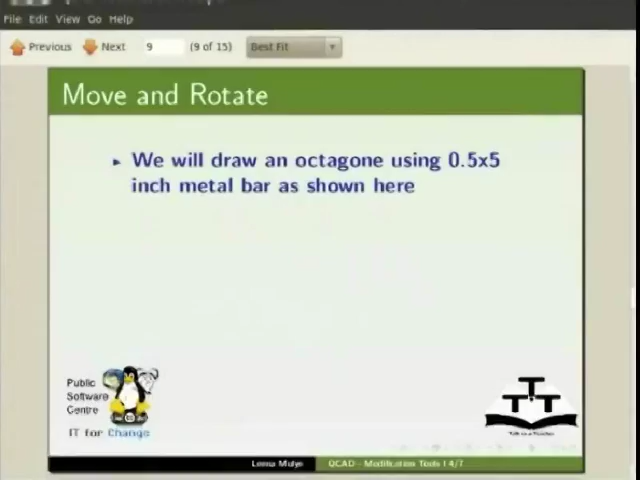 File Edit View Go Help
Previous Next 9 (9 of 15) Best Fit
Move and Rotate
We will draw an octagone using 0.5x5
inch metal bar as shown here
Public
Software
Centre
IT for Change
TTT
QCAD - Modification Tools I 4/7